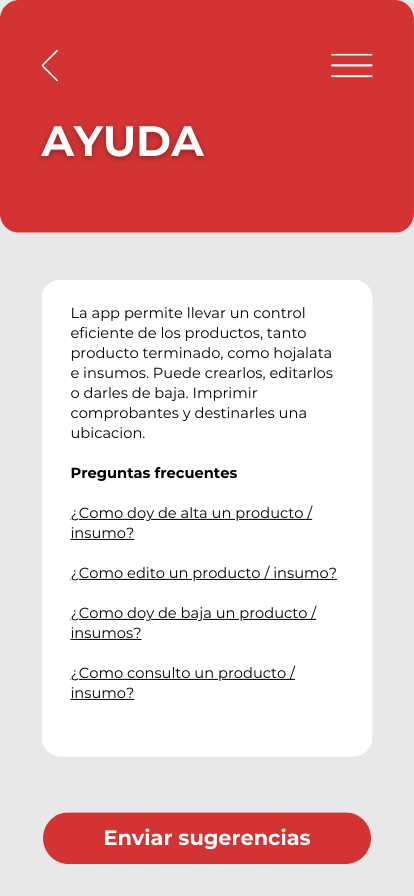 AYUDA
La app permite llevar un control
eficiente de los productos, tanto
producto terminado, como hojalata
e insumos. Puede crearlos, editarlos
o darles de baja. Imprimir
comprobantes y destinarles una
ubicacion.
Preguntas frecuentes
¿Como doy de alta un producto /
insumo?
¿Como edito un producto / insumo?
¿Como doy de baja un producto /
insumos?
¿Como consulto un producto /
insumo?
Enviar sugerencias